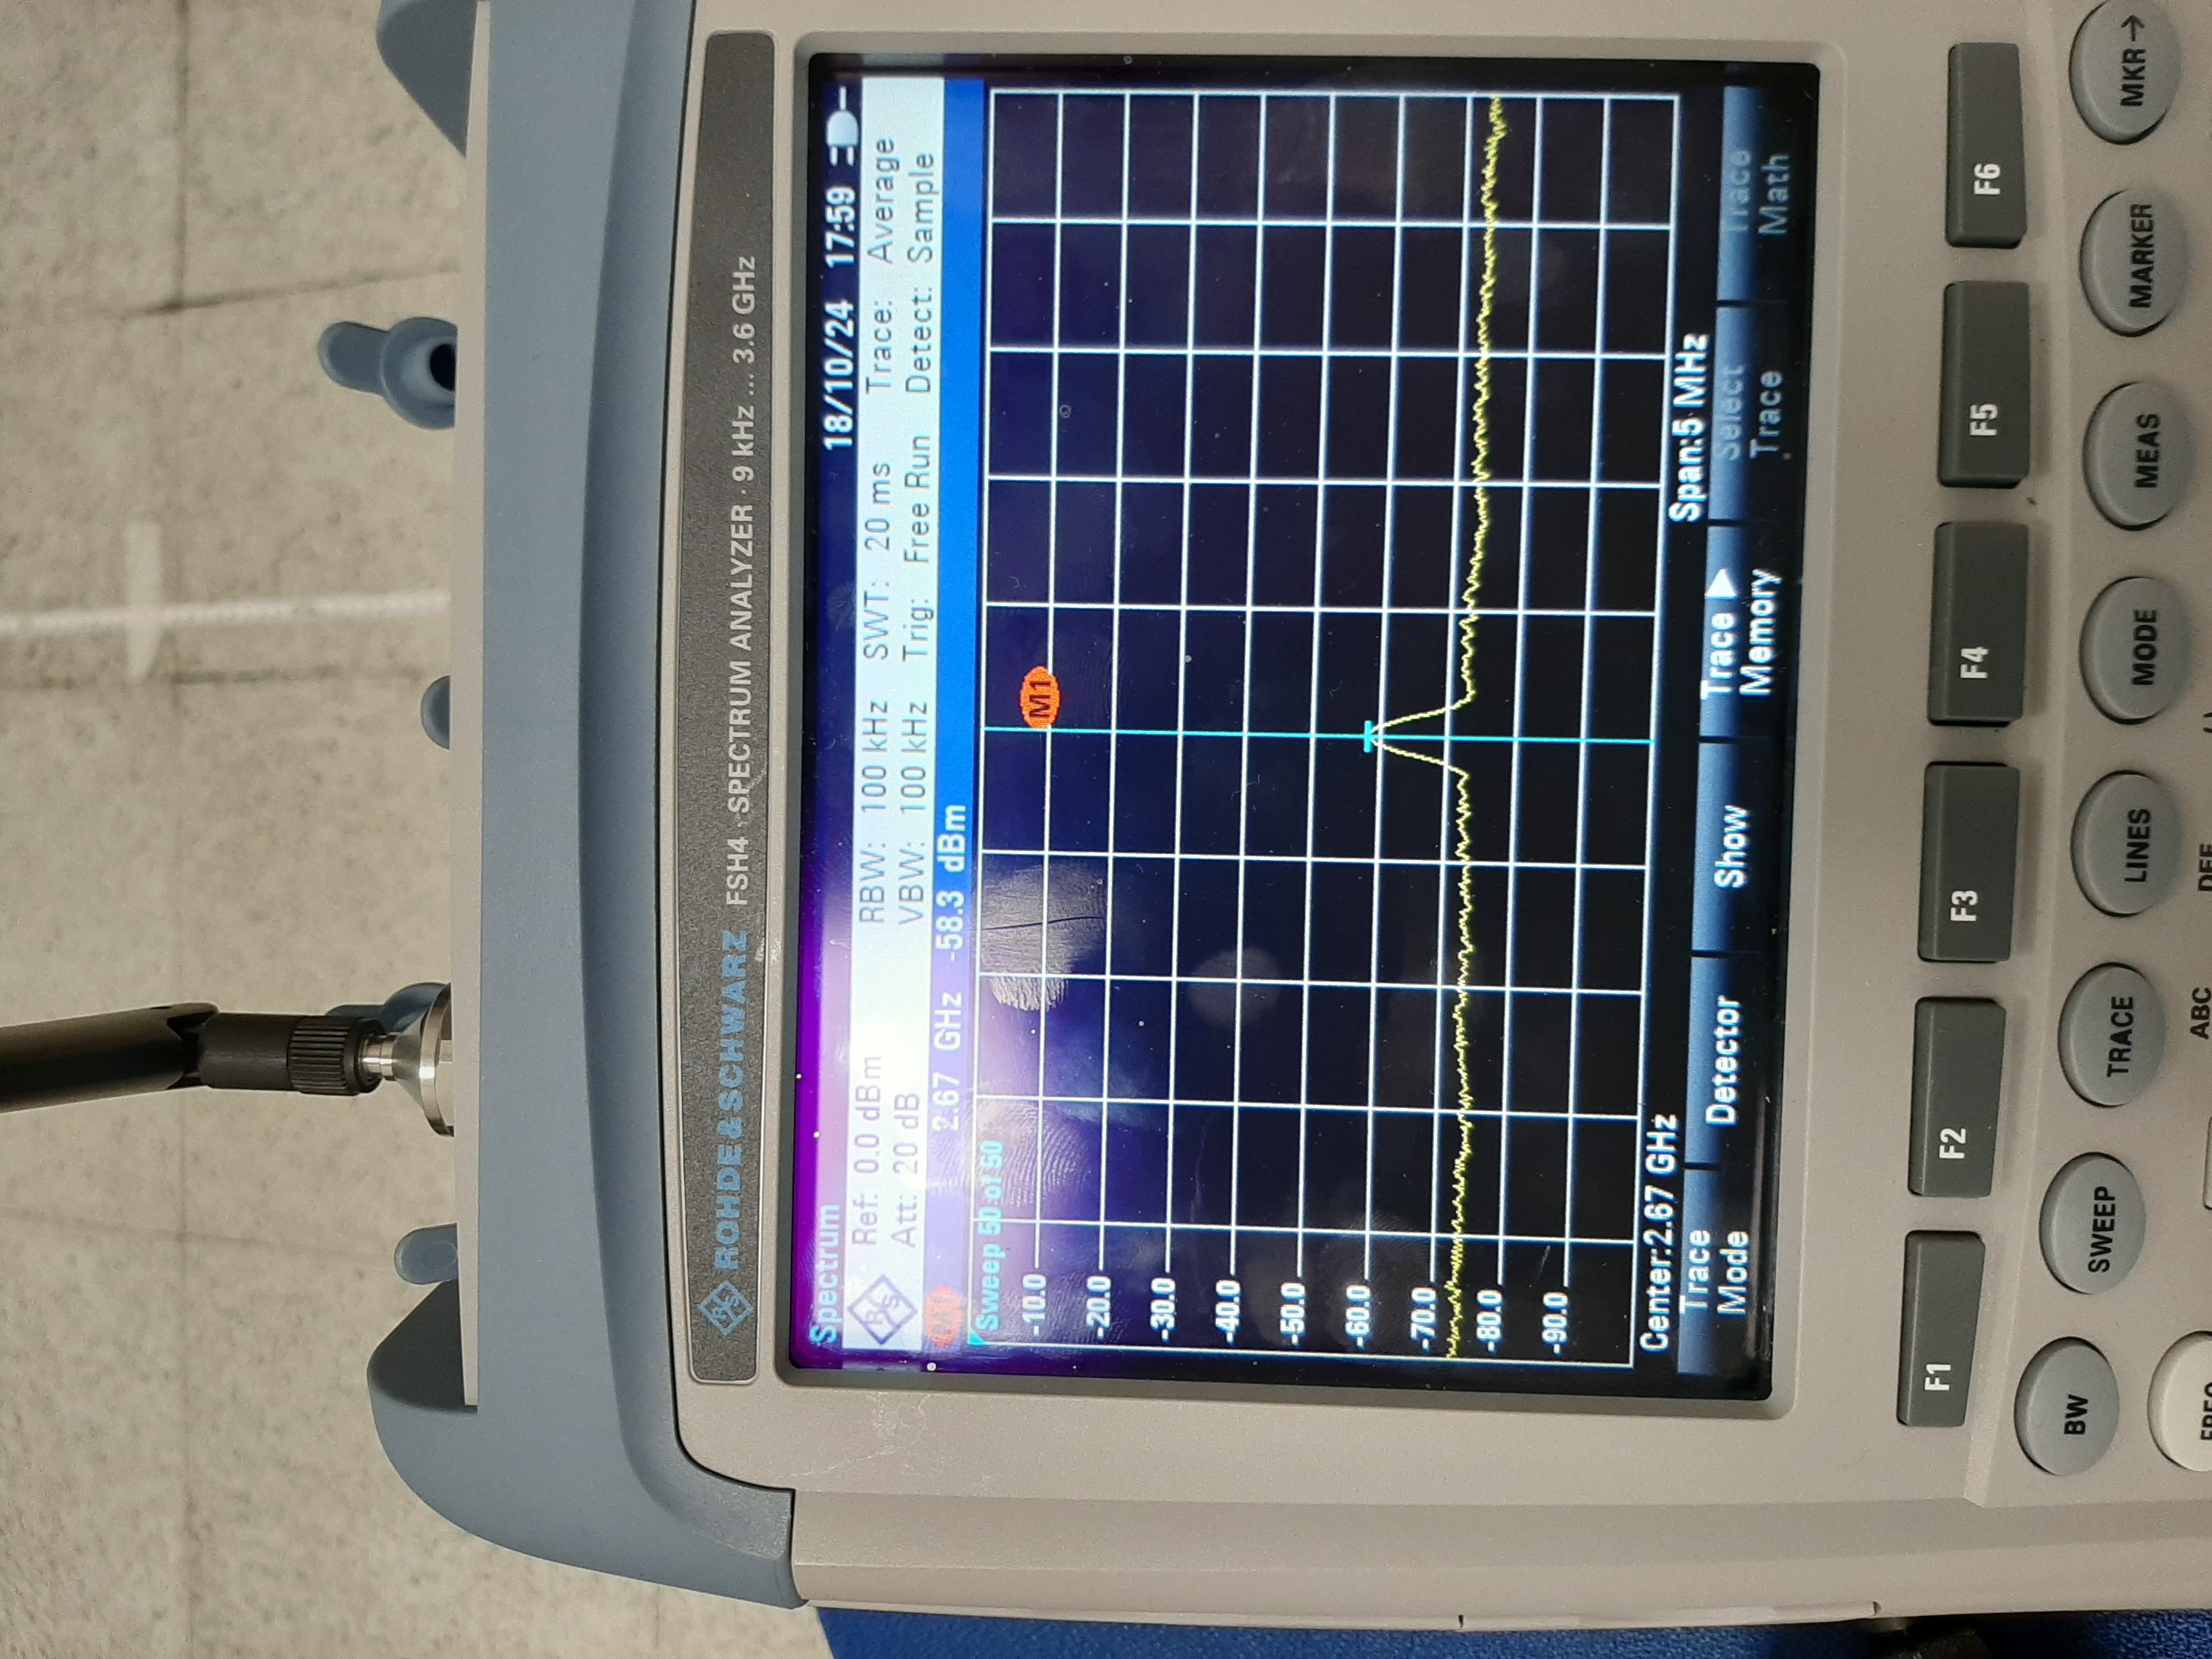 ROHDE & SCHWARZ FSH4 · SPECTRUM ANALYZER · 9 kHz ... 3.6 GHz
Spectrum 18/10/24 17:59
Ref: 0.0 dBm RBW: 100 kHz SWT: 20 ms Trace: Average
Att: 20 dB VBW: 100 kHz Trig: Free Run Detect: Sample
M1 2.67 GHz -58.3 dBm
Sweep 50 of 50
M1
-10.0
-20.0
-30.0
-40.0
-50.0
-60.0
-70.0
-80.0
-90.0
Center:2.67 GHz Span:5 MHz
Trace Mode Detector Show Trace Memory Select Trace Trace Math
F1 F2 F3 F4 F5 F6
BW SWEEP TRACE LINES MODE MEAS MARKER MKR→
FREQ ABC DEF